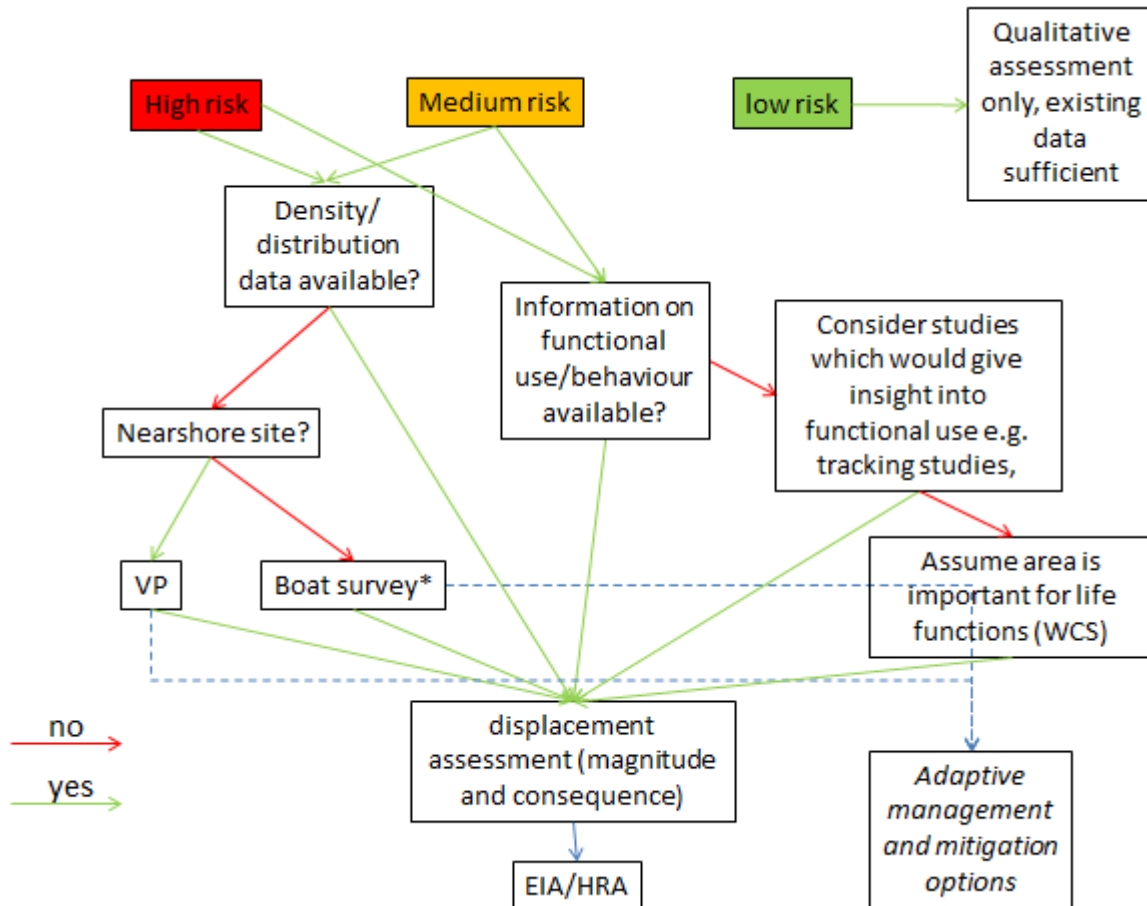 High risk
Medium risk
low risk
Qualitative
assessment
only, existing
data
sufficient
Density/
distribution
data available?
Information on
functional
use/behaviour
available?
Consider studies
which would give
insight into
functional use e.g.
tracking studies,
Nearshore site?
VP
Boat survey*
Assume area is
important for life
functions (WCS)
no
yes
displacement
assessment (magnitude
and consequence)
Adaptive
management
and mitigation
options
EIA/HRA